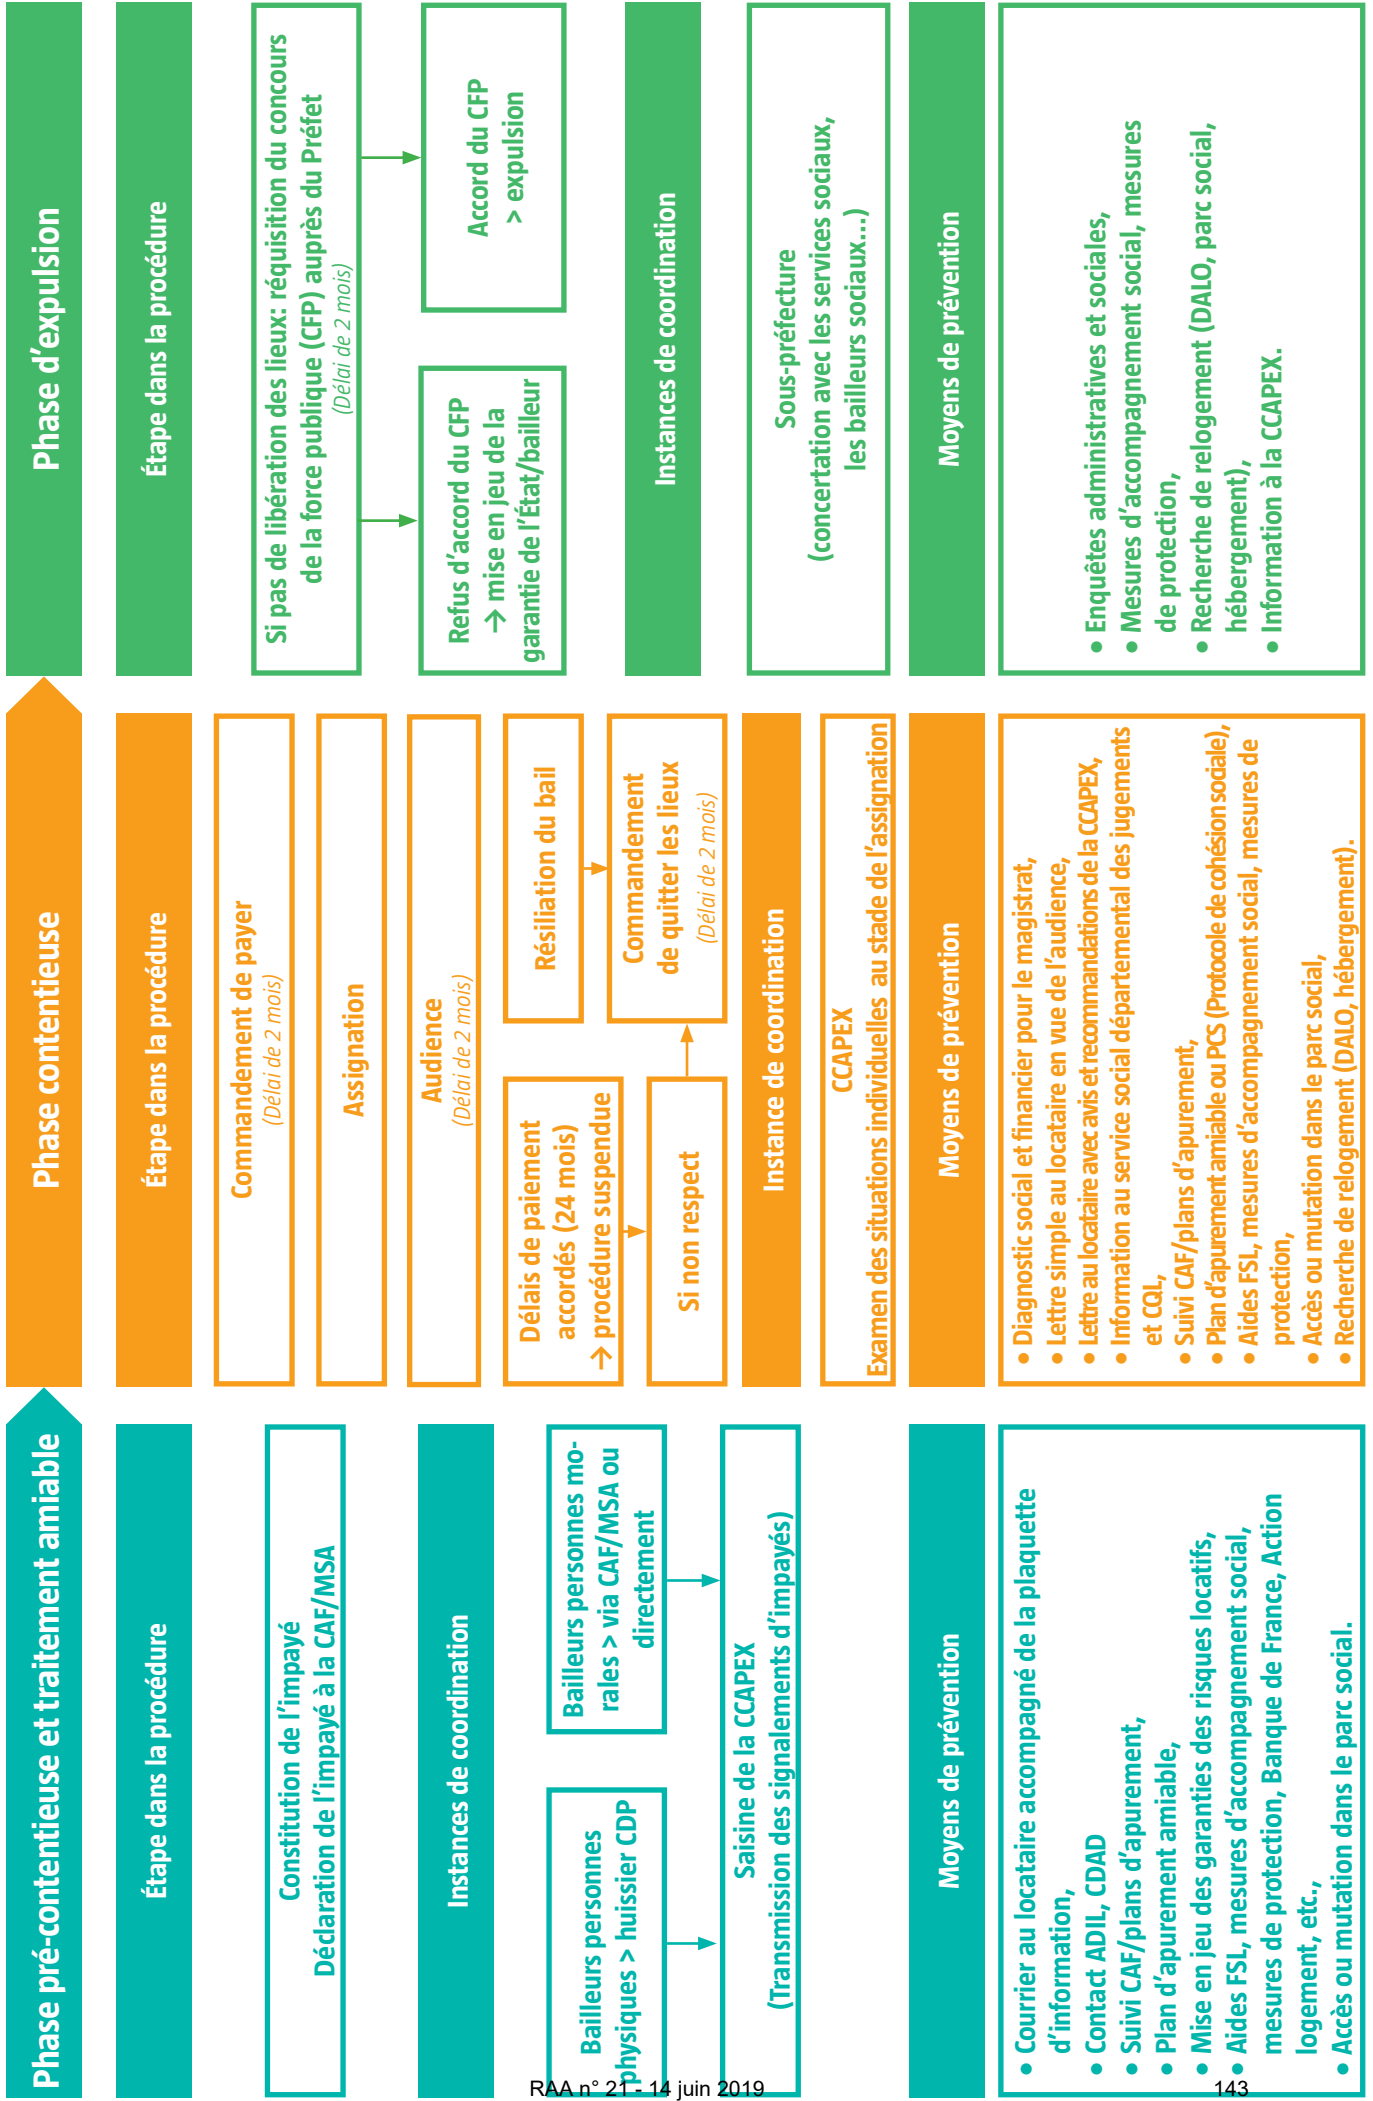 Phase pré-contentieuse et traitement amiable
Étape dans la procédure
Constitution de l'impayé
Déclaration de l'impayé à la CAF/MSA
Instances de coordination
Bailleurs personnes
physiques > huissier CDP
Bailleurs personnes mo-
rales > via CAF/MSA ou
directement
Saisine de la CCAPEX
(Transmission des signalements d'impayés)
Moyens de prévention
• Courrier au locataire accompagné de la plaquette
d'information,
• Contact ADIL, CDAD
• Suivi CAF/plans d'apurement,
• Plan d'apurement amiable,
• Mise en jeu des garanties des risques locatifs,
• Aides FSL, mesures d'accompagnement social,
mesures de protection, Banque de France, Action
logement, etc.,
• Accès ou mutation dans le parc social.
Phase contentieuse
Étape dans la procédure
Commandement de payer
(Délai de 2 mois)
Assignation
Audience
(Délai de 2 mois)
Délais de paiement
accordés (24 mois)
→ procédure suspendue
Si non respect
Résiliation du bail
Commandement
de quitter les lieux
(Délai de 2 mois)
Instance de coordination
CCAPEX
Examen des situations individuelles au stade de l'assignation
Moyens de prévention
• Diagnostic social et financier pour le magistrat,
• Lettre simple au locataire en vue de l'audience,
• Lettre au locataire avec avis et recommandations de la CCAPEX,
• Information au service social départemental des jugements
et CQL,
• Suivi CAF/plans d'apurement,
• Plan d'apurement amiable ou PCS (Protocole de cohésion sociale),
• Aides FSL, mesures d'accompagnement social, mesures de
protection,
• Accès ou mutation dans le parc social,
• Recherche de relogement (DALO, hébergement).
Phase d'expulsion
Étape dans la procédure
Si pas de libération des lieux: réquisition du concours
de la force publique (CFP) auprès du Préfet
(Délai de 2 mois)
Refus d'accord du CFP
→ mise en jeu de la
garantie de l'État/bailleur
Accord du CFP
> expulsion
Instances de coordination
Sous-préfecture
(concertation avec les services sociaux,
les bailleurs sociaux...)
Moyens de prévention
• Enquêtes administratives et sociales,
• Mesures d'accompagnement social, mesures
de protection,
• Recherche de relogement (DALO, parc social,
hébergement),
• Information à la CCAPEX.
RAA n° 21 - 14 juin 2019
143